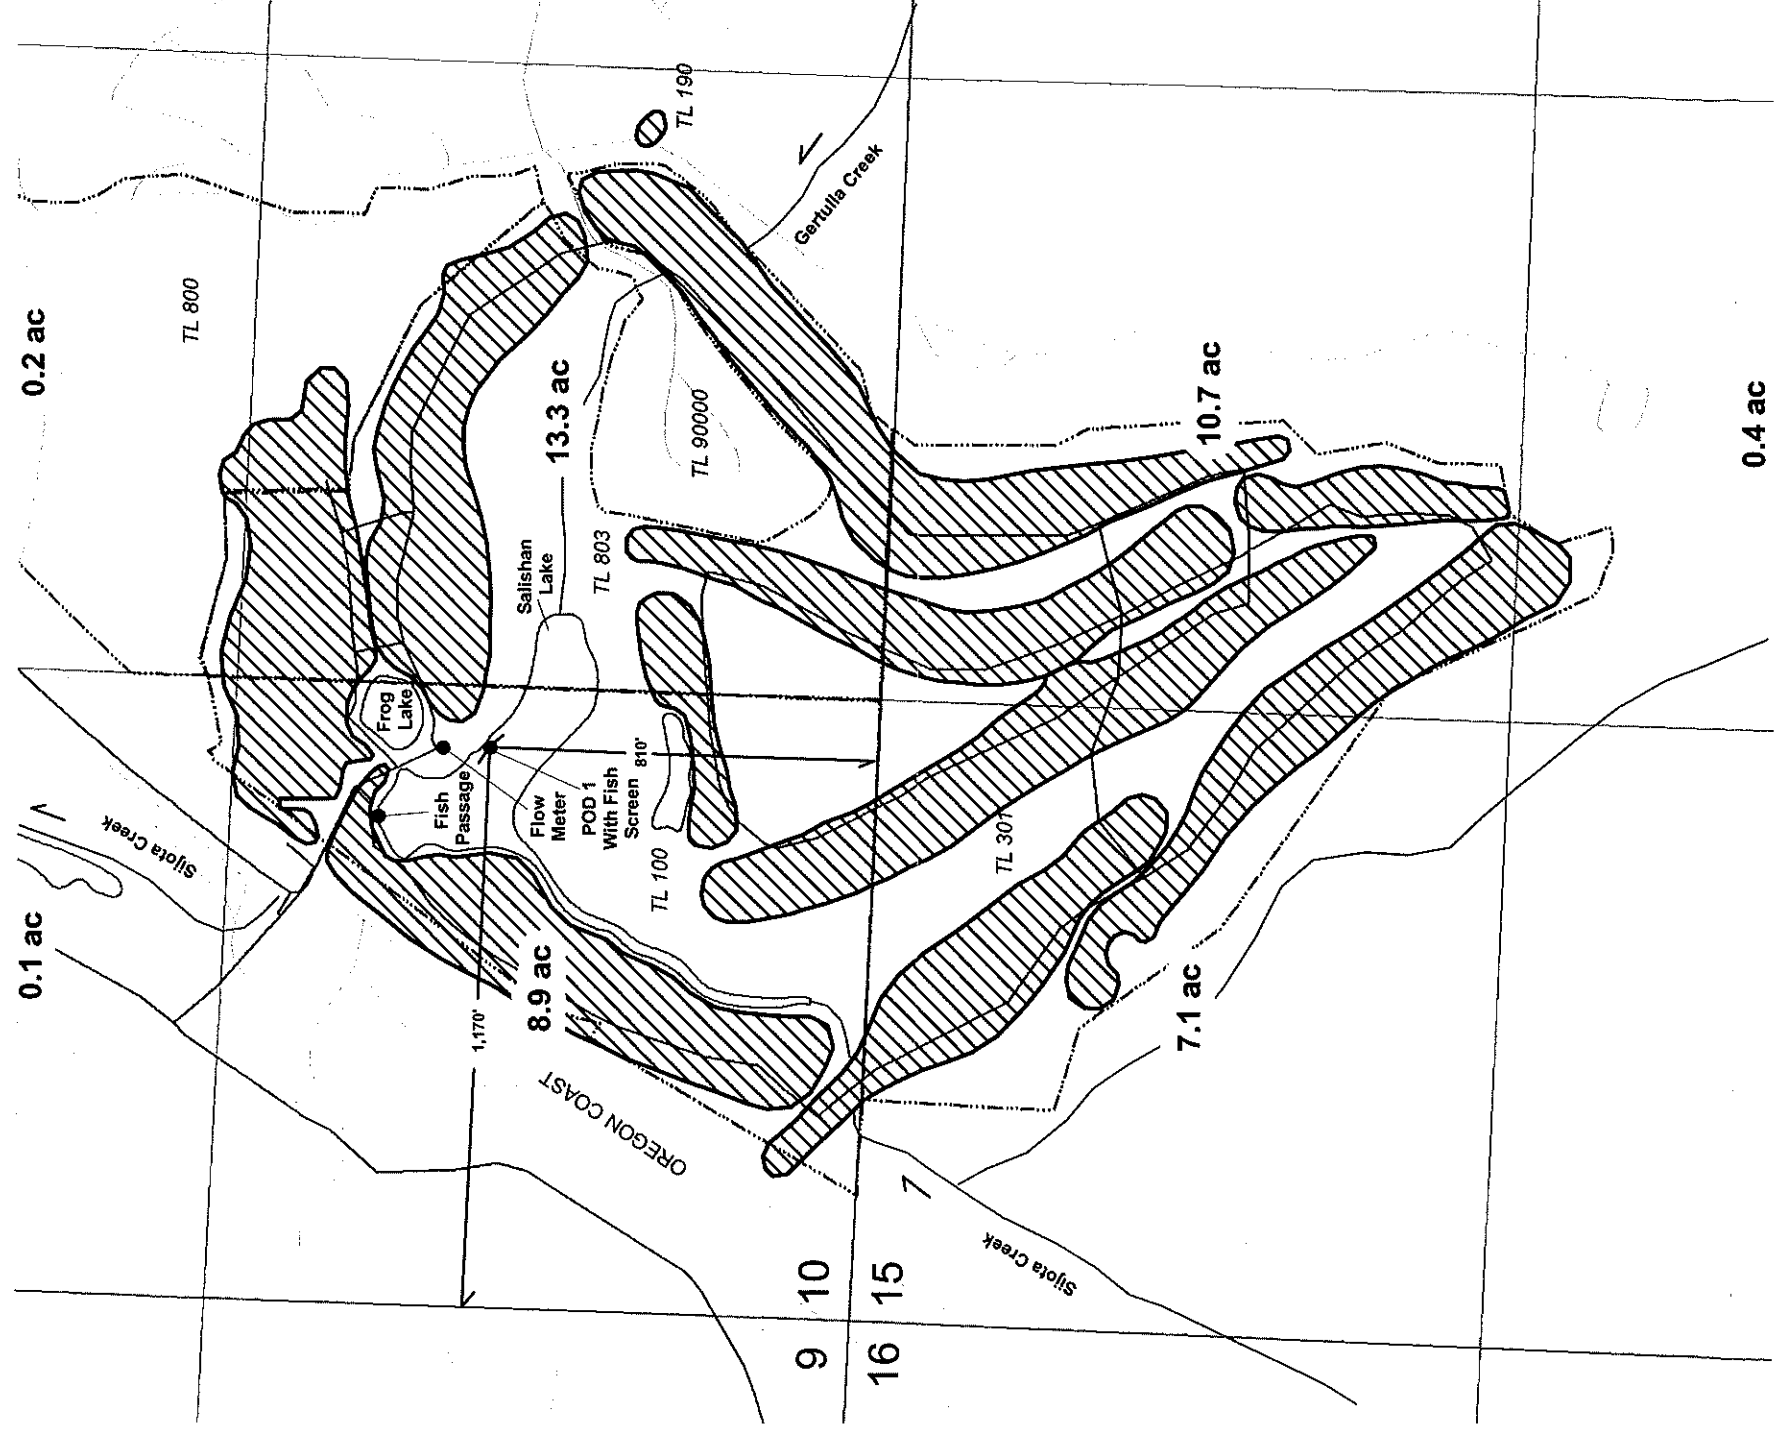 0.1 ac
0.2 ac
Sijota Creek
TL 800
Frog
Lake
Fish
Passage
1,170'
8.9 ac
Flow
Meter
Salishan
Lake
13.3 ac
POD 1
With Fish
Screen
TL 803
OREGON COAST
810'
TL 100
TL 190
TL 90000
9 10
16 15
Gertulla Creek
TL 301
Sijota Creek
7.1 ac
10.7 ac
0.4 ac